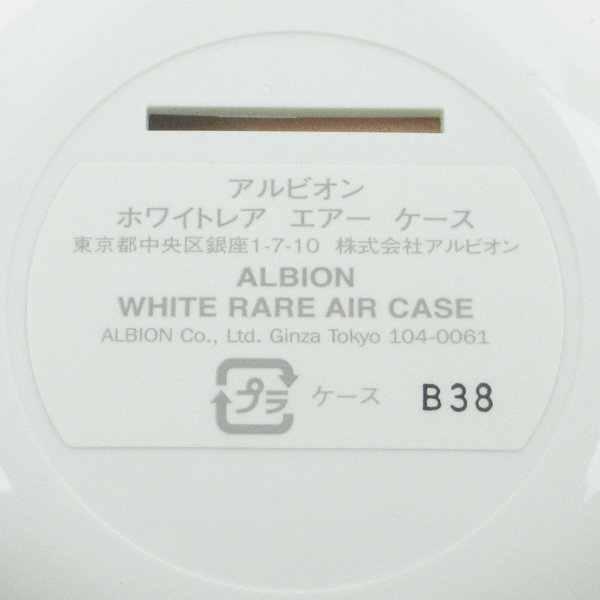 アルビオン
ホワイトレア エアー ケース
東京都中央区銀座1-7-10 株式会社アルビオン
ALBION
WHITE RARE AIR CASE
ALBION Co., Ltd. Ginza Tokyo 104-0061
プラ ケース B38